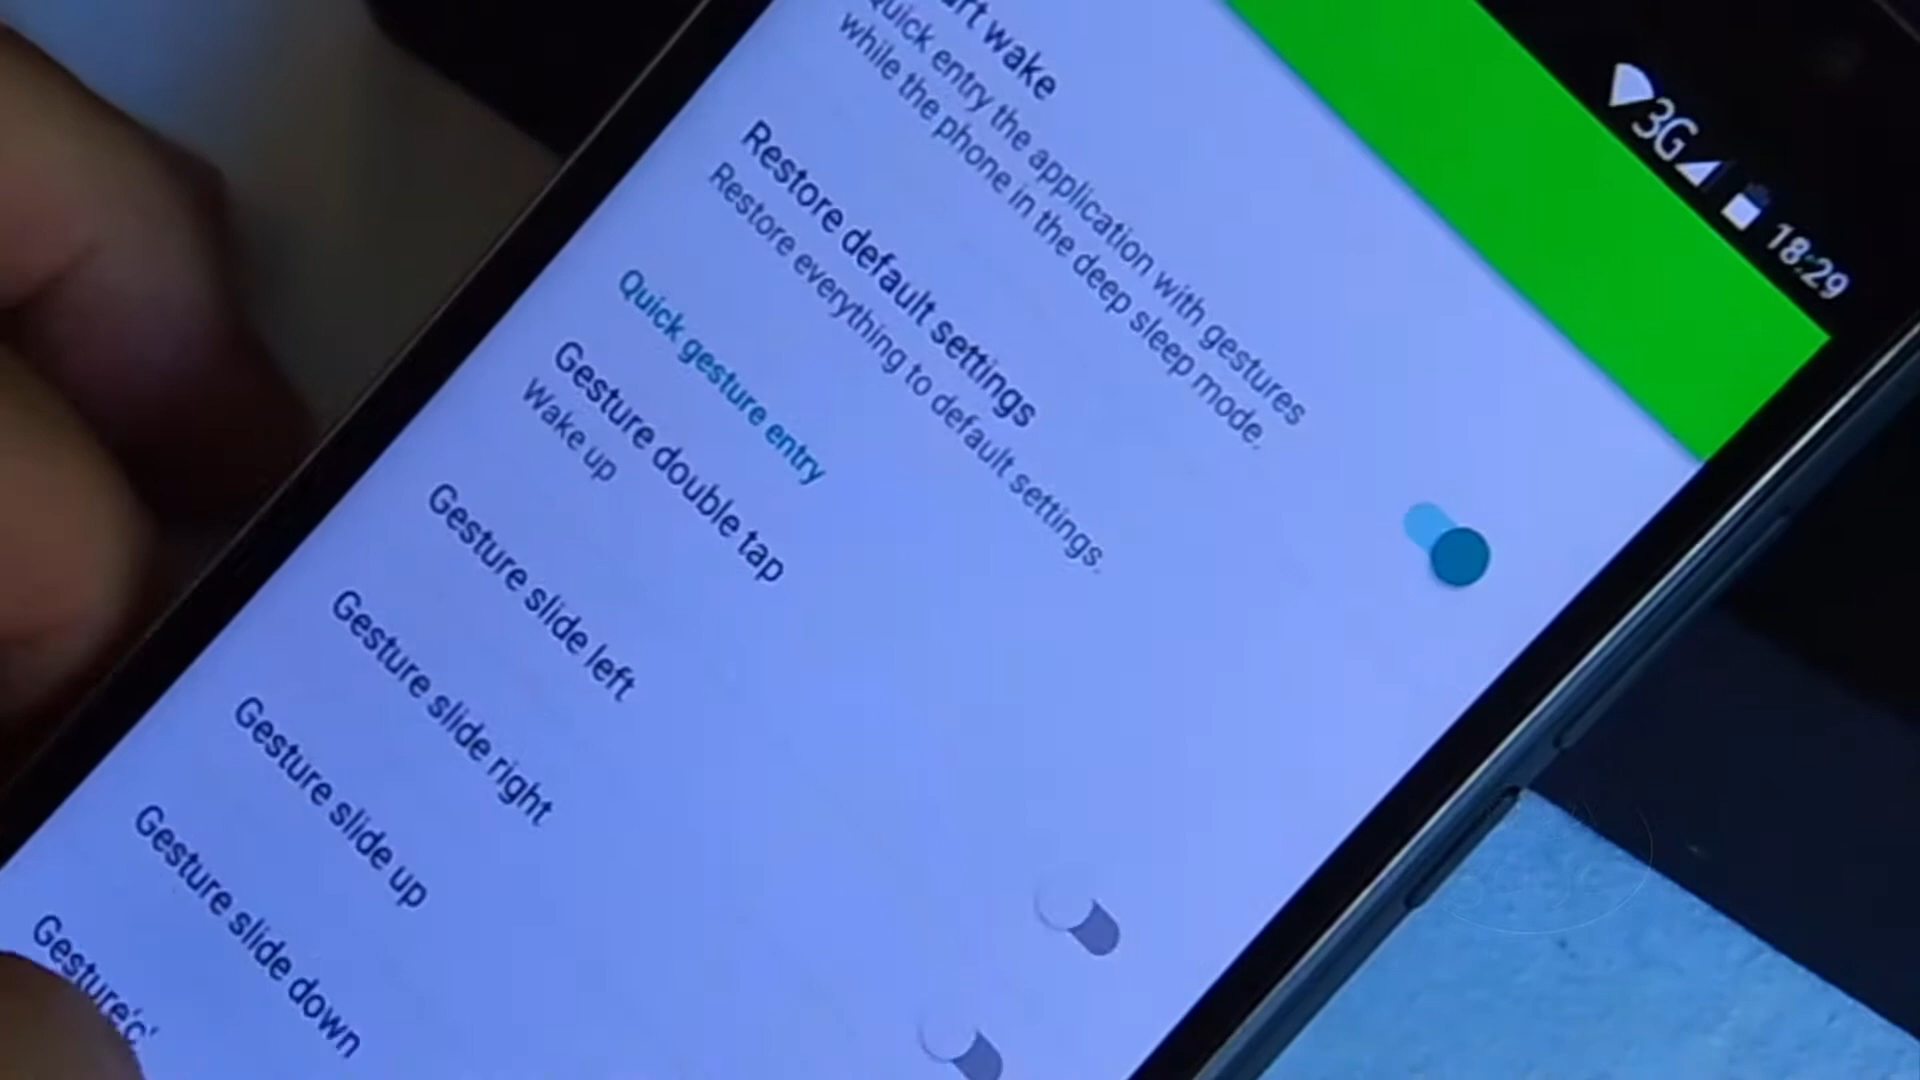 3G 18:29
wake
Quick entry the application with gestures
while the phone in the deep sleep mode.
Restore default settings
Restore everything to default settings.
Quick gesture entry
Gesture double tap
Wake up
Gesture slide left
Gesture slide right
Gesture slide up
Gesture slide down
Gesture'c'